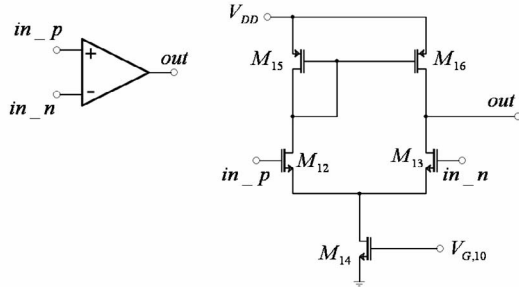 in_p
+
out
-
in_n
V_DD
M_15
M_16
out
in_p
M_12
M_13
in_n
M_14
V_G,10